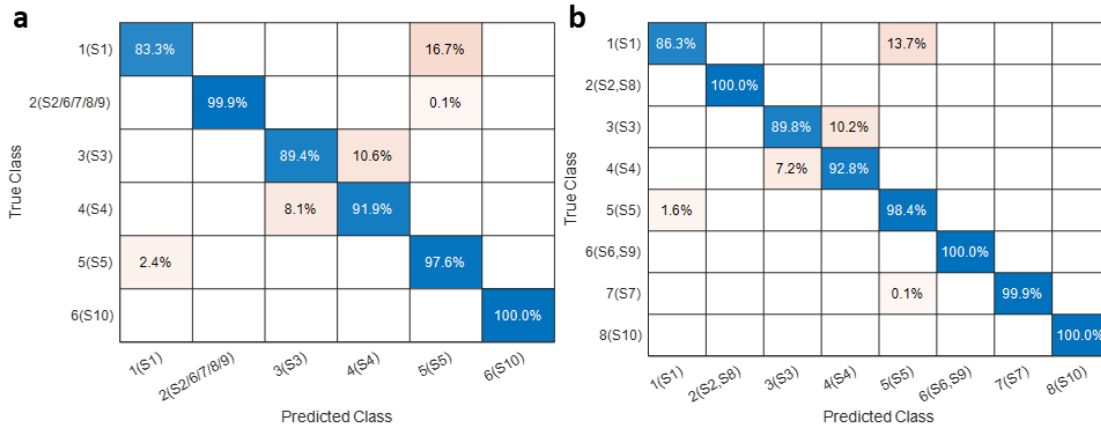 a
1(S1) 83.3% 16.7%
2(S2/6/7/8/9) 99.9% 0.1%
3(S3) 89.4% 10.6%
4(S4) 8.1% 91.9%
5(S5) 2.4% 97.6%
6(S10) 100.0%
True Class
1(S1) 2(S2/6/7/8/9) 3(S3) 4(S4) 5(S5) 6(S10)
Predicted Class
b
1(S1) 86.3% 13.7%
2(S2,S8) 100.0%
3(S3) 89.8% 10.2%
4(S4) 7.2% 92.8%
5(S5) 1.6% 98.4%
6(S6,S9) 100.0%
7(S7) 0.1% 99.9%
8(S10) 100.0%
True Class
1(S1) 2(S2,S8) 3(S3) 4(S4) 5(S5) 6(S6,S9) 7(S7) 8(S10)
Predicted Class